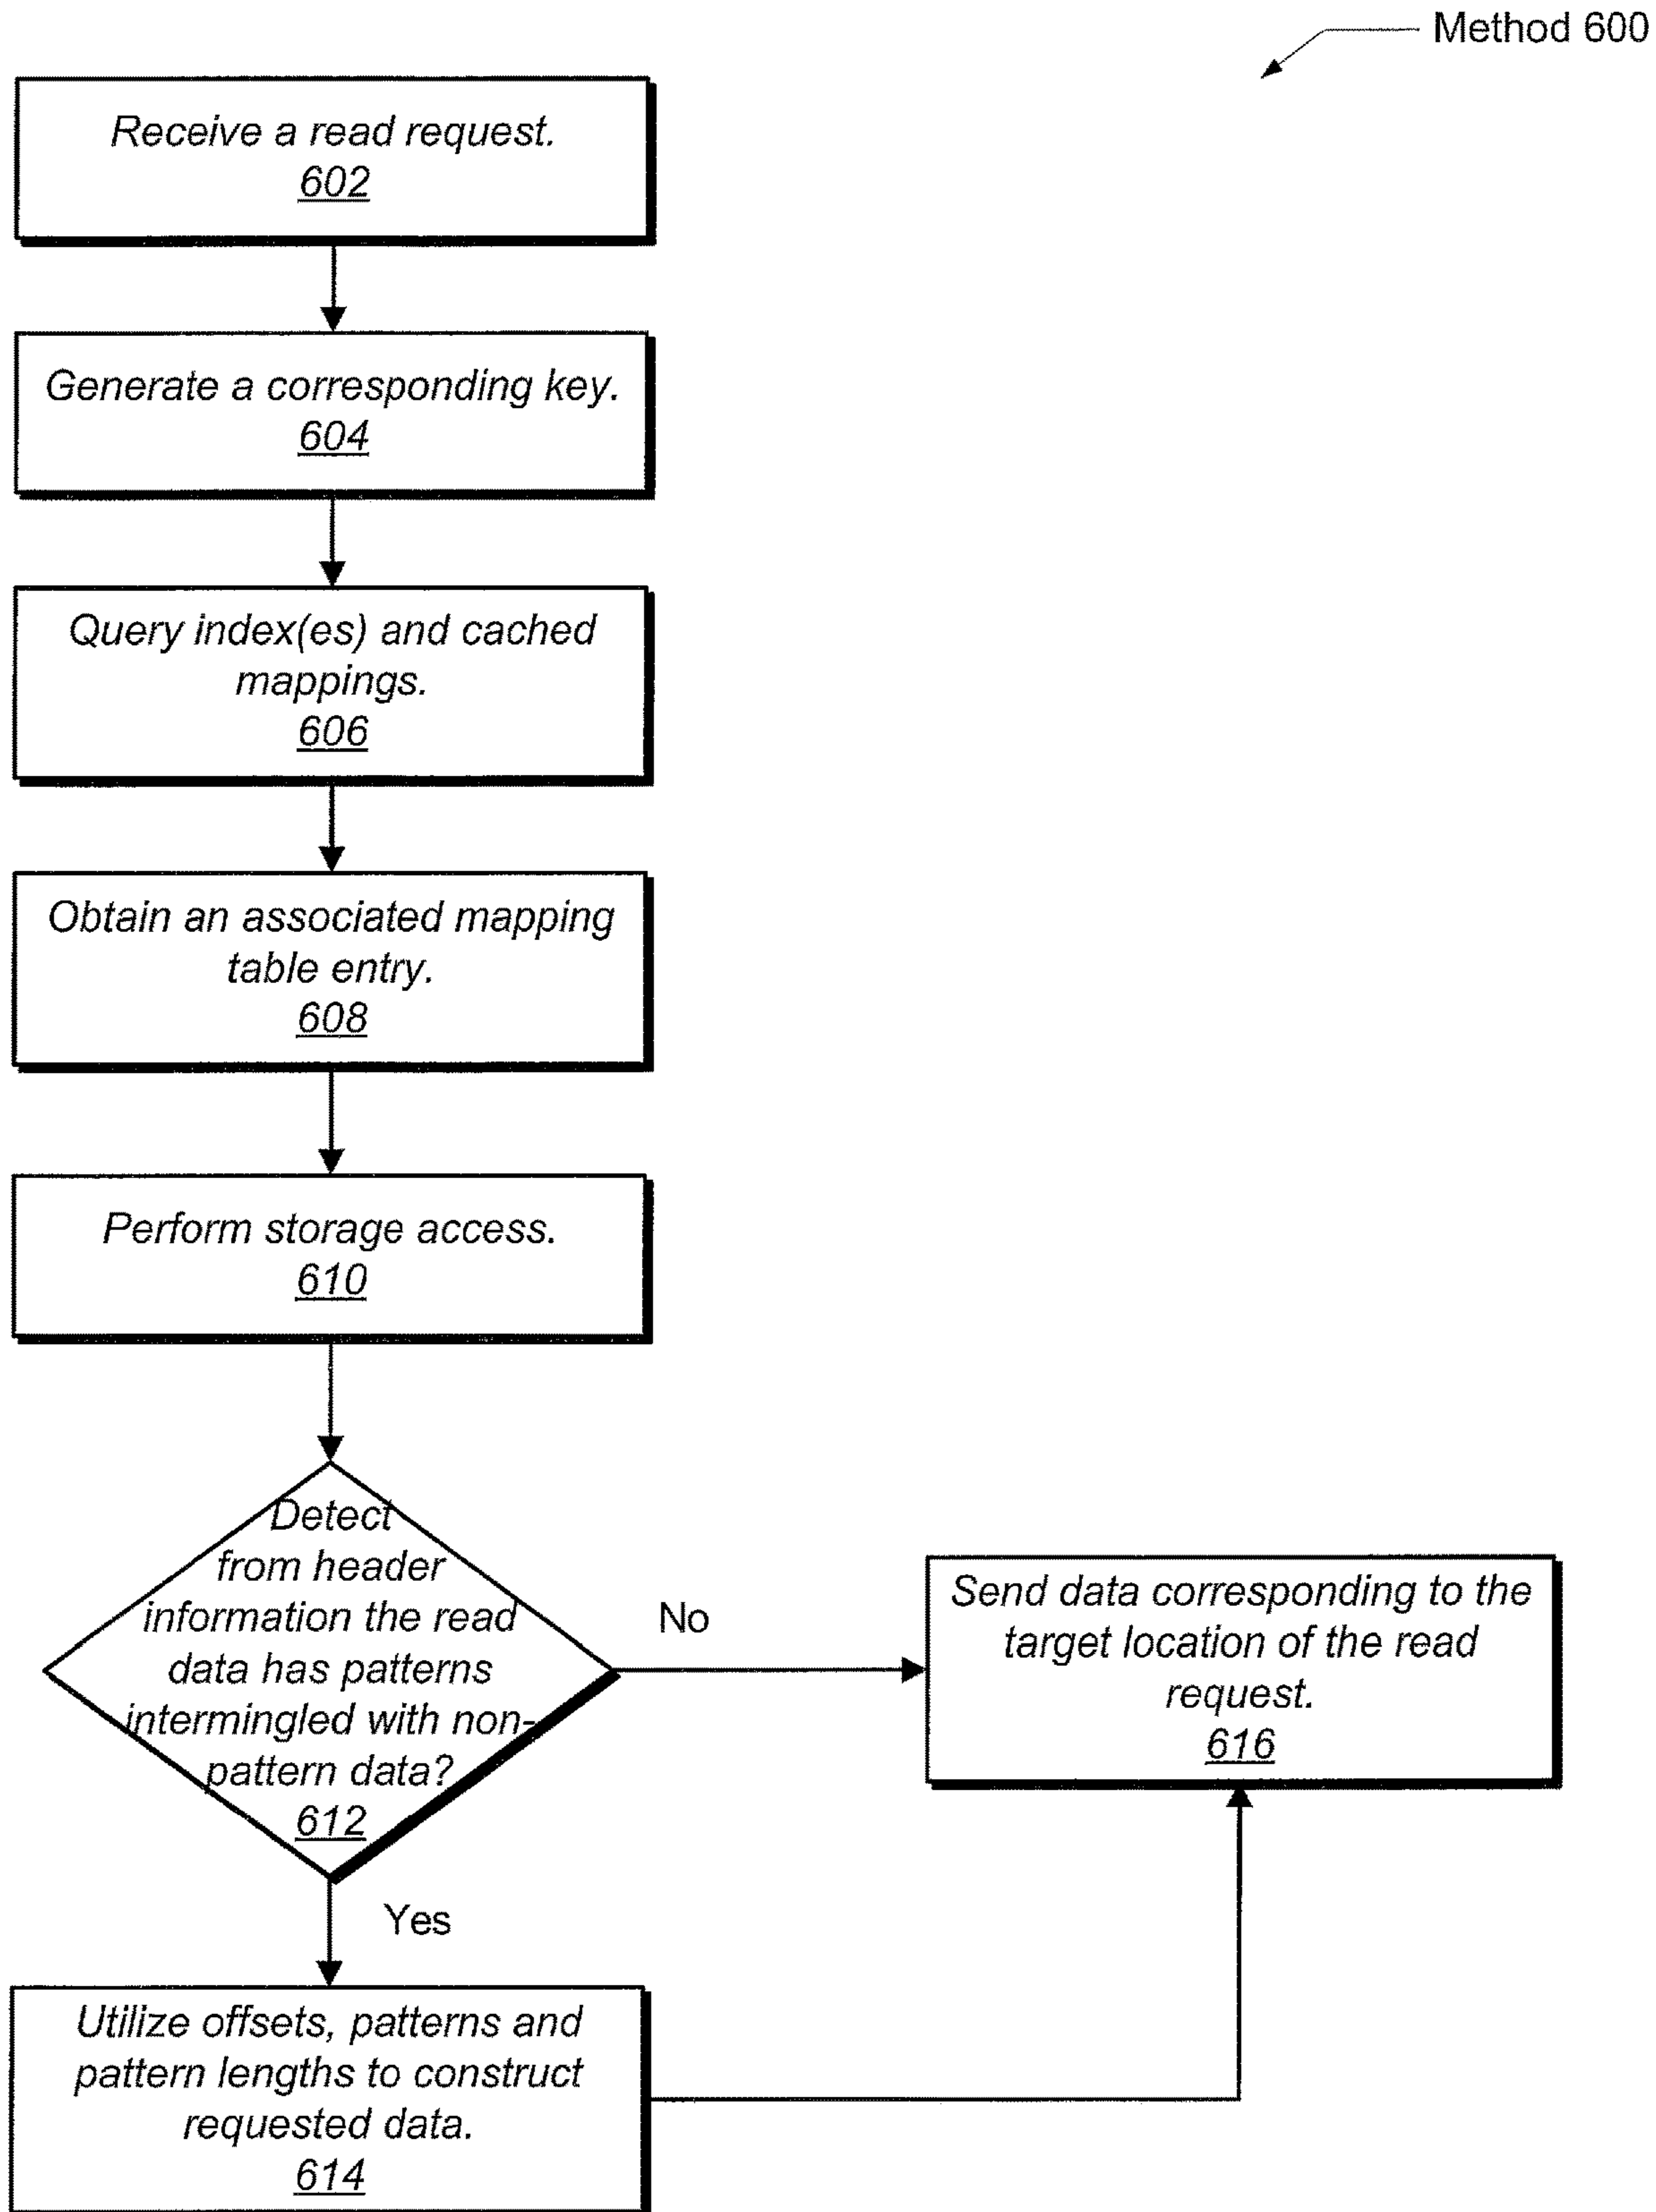 Method 600
Receive a read request.
602
Generate a corresponding key.
604
Query index(es) and cached
mappings.
606
Obtain an associated mapping
table entry.
608
Perform storage access.
610
Detect
from header
information the read
data has patterns
intermingled with non-
pattern data?
612
No
Send data corresponding to the
target location of the read
request.
616
Yes
Utilize offsets, patterns and
pattern lengths to construct
requested data.
614